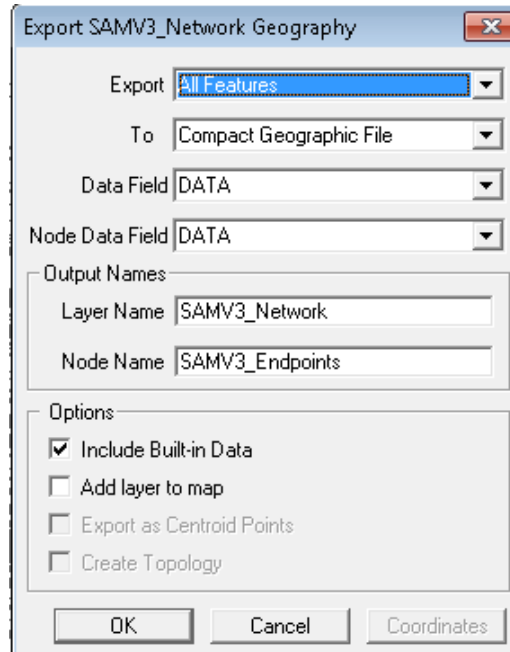 Export SAMV3_Network Geography
Export All Features
To Compact Geographic File
Data Field DATA
Node Data Field DATA
Output Names
Layer Name SAMV3_Network
Node Name SAMV3_Endpoints
Options
Include Built-in Data
Add layer to map
Export as Centroid Points
Create Topology
OK Cancel Coordinates